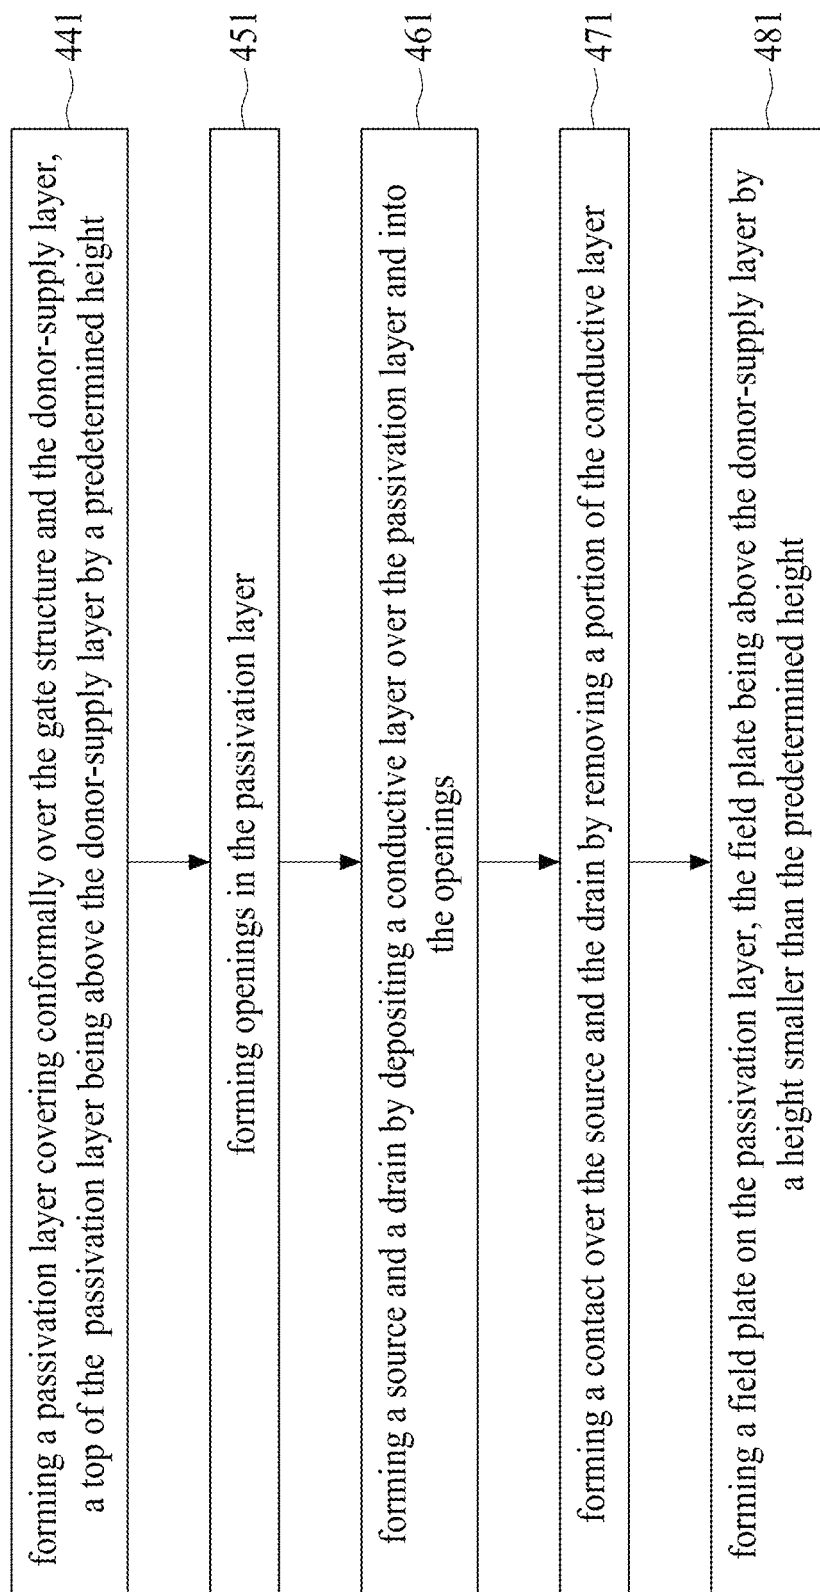 forming a passivation layer covering conformally over the gate structure and the donor-supply layer,
a top of the passivation layer being above the donor-supply layer by a predetermined height
441
forming openings in the passivation layer
451
forming a source and a drain by depositing a conductive layer over the passivation layer and into
the openings
461
forming a contact over the source and the drain by removing a portion of the conductive layer
471
forming a field plate on the passivation layer, the field plate being above the donor-supply layer by
a height smaller than the predetermined height
481